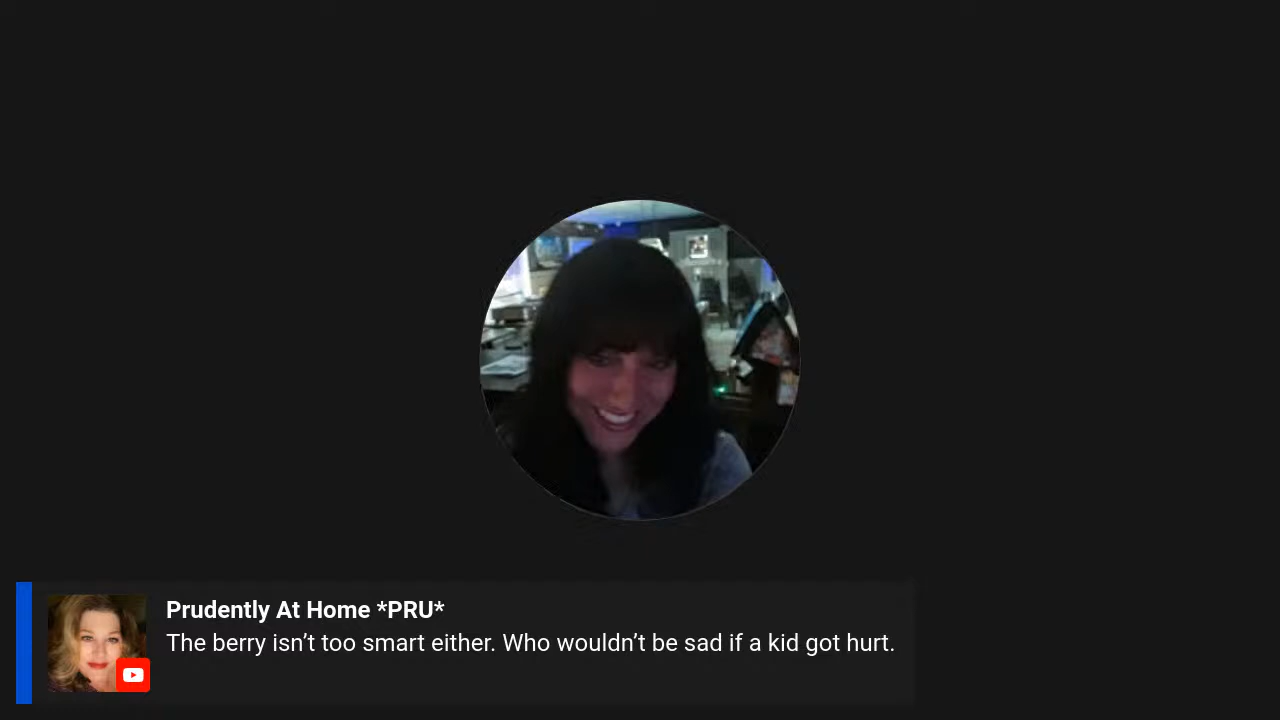 Prudently At Home *PRU*
The berry isn’t too smart either. Who wouldn’t be sad if a kid got hurt.